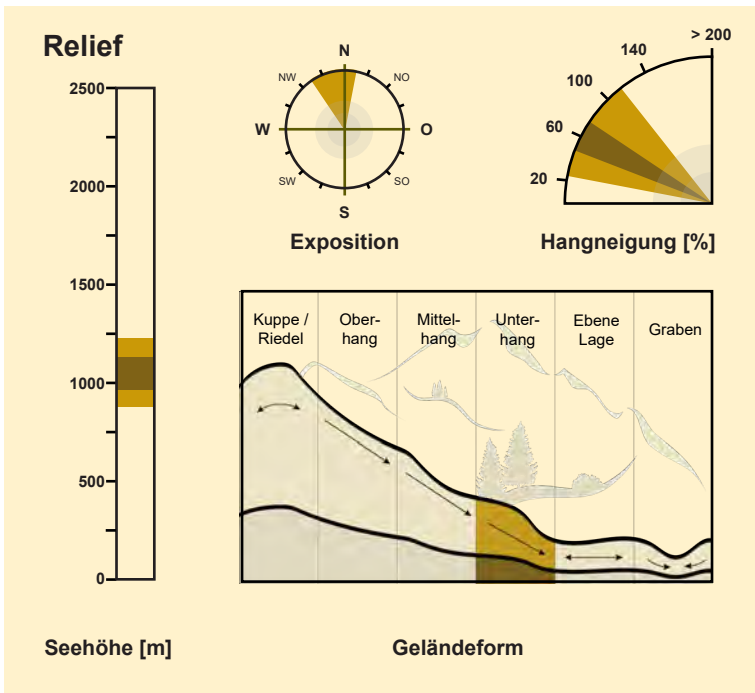 Relief
2500
2000
1500
1000
500
0
Seehöhe [m]
N
NW
NO
W
O
SW
SO
S
Exposition
> 200
140
100
60
20
Hangneigung [%]
Kuppe /
Riedel
Ober-
hang
Mittel-
hang
Unter-
hang
Ebene
Lage
Graben
Geländeform